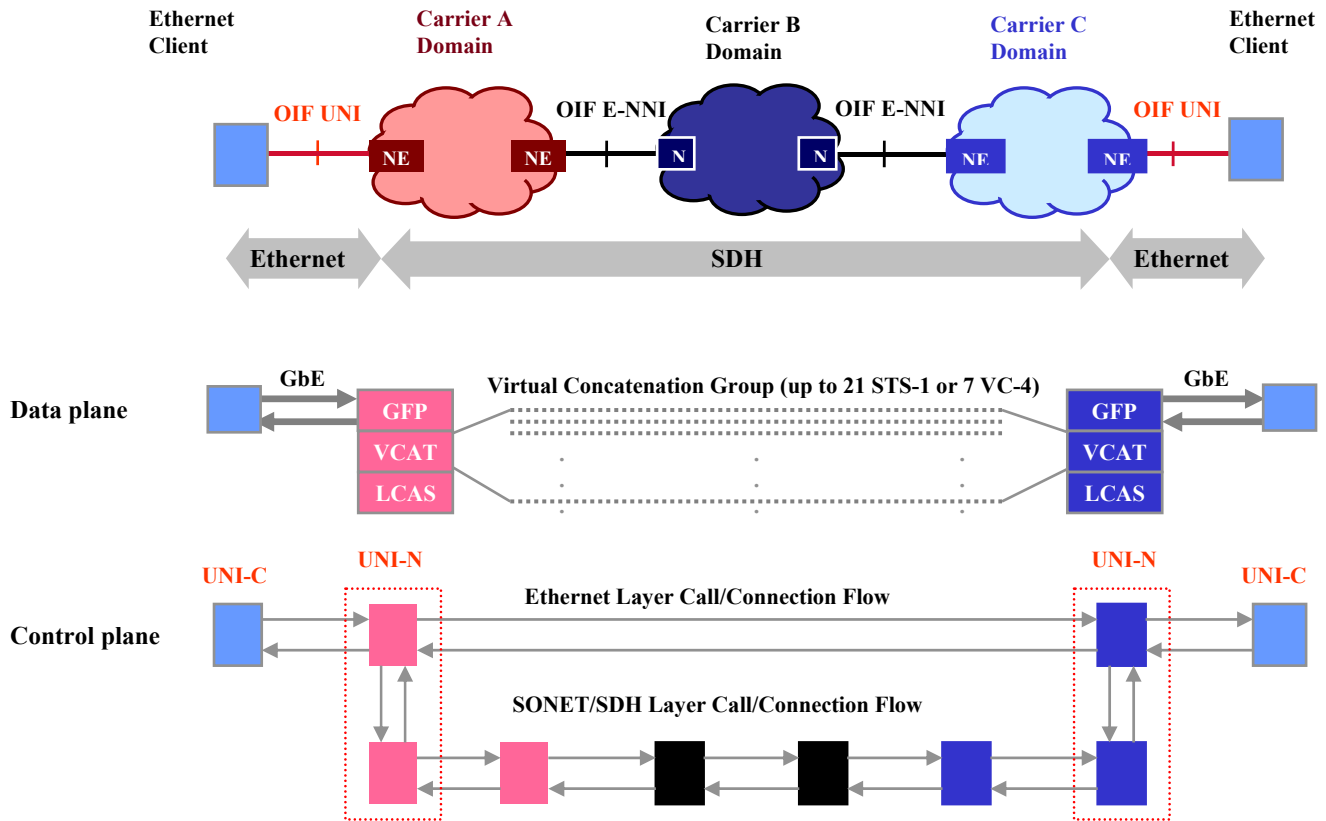 Ethernet Client
Carrier A Domain
Carrier B Domain
Carrier C Domain
Ethernet Client
OIF UNI
OIF E-NNI
OIF E-NNI
OIF UNI
NE
NE
N
N
NE
NE
Ethernet
SDH
Ethernet
Data plane
GbE
Virtual Concatenation Group (up to 21 STS-1 or 7 VC-4)
GbE
GFP
VCAT
LCAS
GFP
VCAT
LCAS
Control plane
UNI-C
UNI-N
UNI-N
UNI-C
Ethernet Layer Call/Connection Flow
SONET/SDH Layer Call/Connection Flow